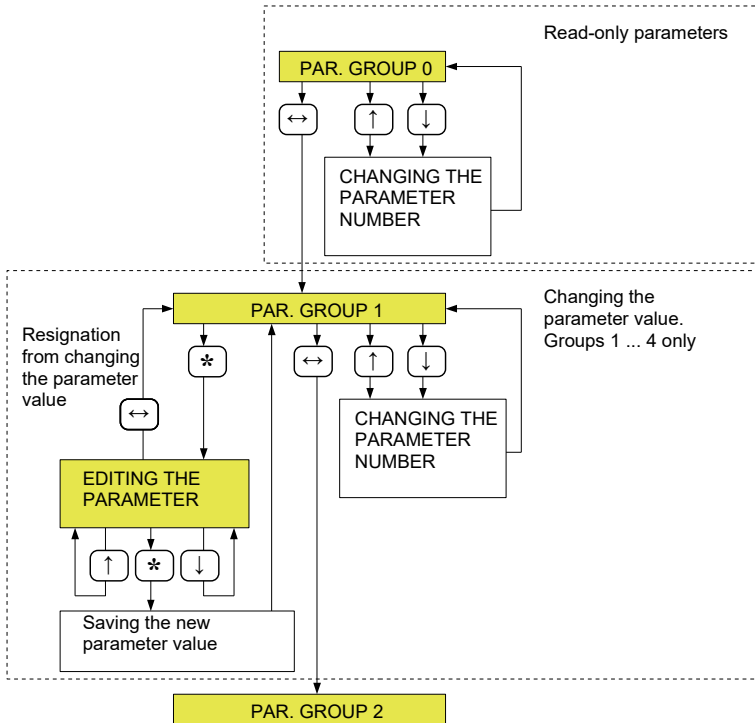 Read-only parameters
PAR. GROUP 0
↔
↑
↓
CHANGING THE
PARAMETER
NUMBER
PAR. GROUP 1
Changing the
parameter value.
Groups 1 ... 4 only
Resignation
from changing
the parameter
value
*
↔
↑
↓
↔
CHANGING THE
PARAMETER
NUMBER
EDITING THE
PARAMETER
↑
*
↓
Saving the new
parameter value
PAR. GROUP 2